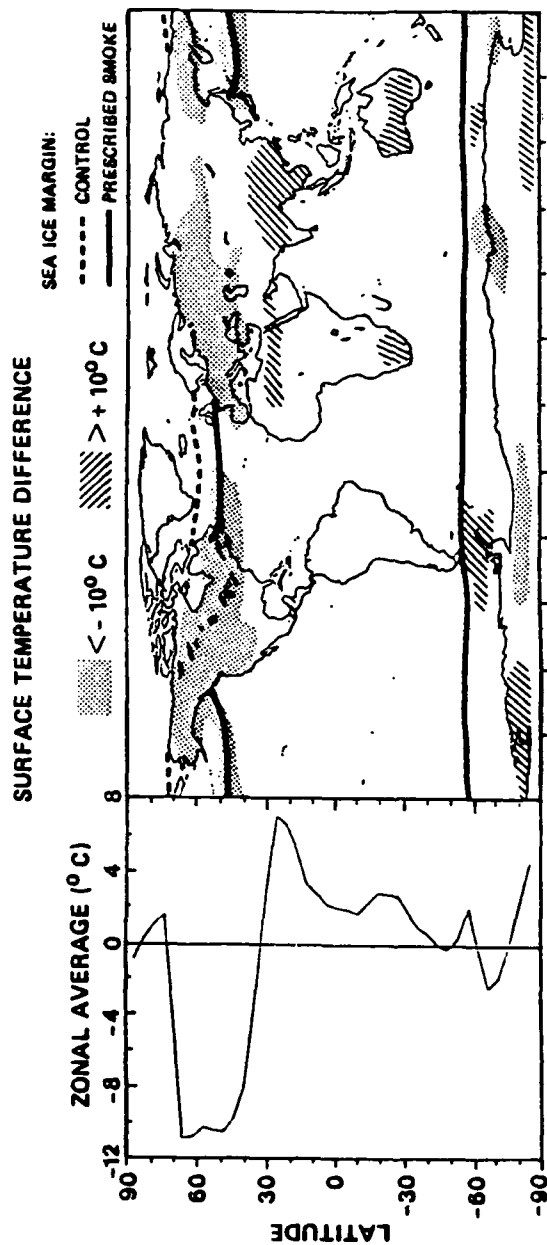 SURFACE TEMPERATURE DIFFERENCE
< -10° C
> +10° C
SEA ICE MARGIN:
CONTROL
PRESCRIBED SMOKE
ZONAL AVERAGE (° C)
-12
-8
-4
0
4
8
90
60
30
0
-30
-60
-90
LATITUDE